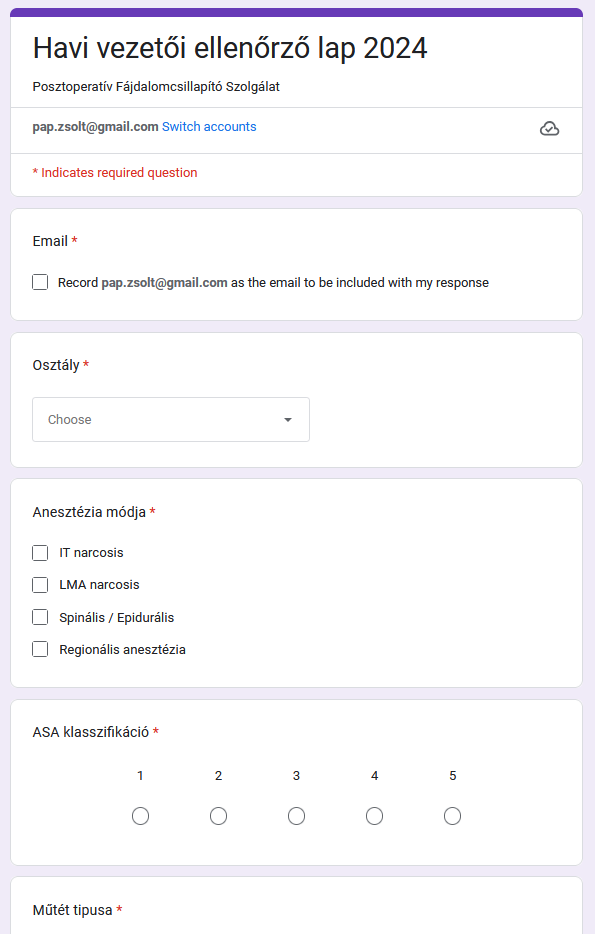 Havi vezetői ellenőrző lap 2024
Posztoperatív Fájdalomcsillapító Szolgálat
pap.zsolt@gmail.com Switch accounts
* Indicates required question
Email *
Record pap.zsolt@gmail.com as the email to be included with my response
Osztály *
Choose
Anesztézia módja *
IT narcosis
LMA narcosis
Spinális / Epidurális
Regionális anesztézia
ASA klasszifikáció *
1 2 3 4 5
Műtét tipusa *